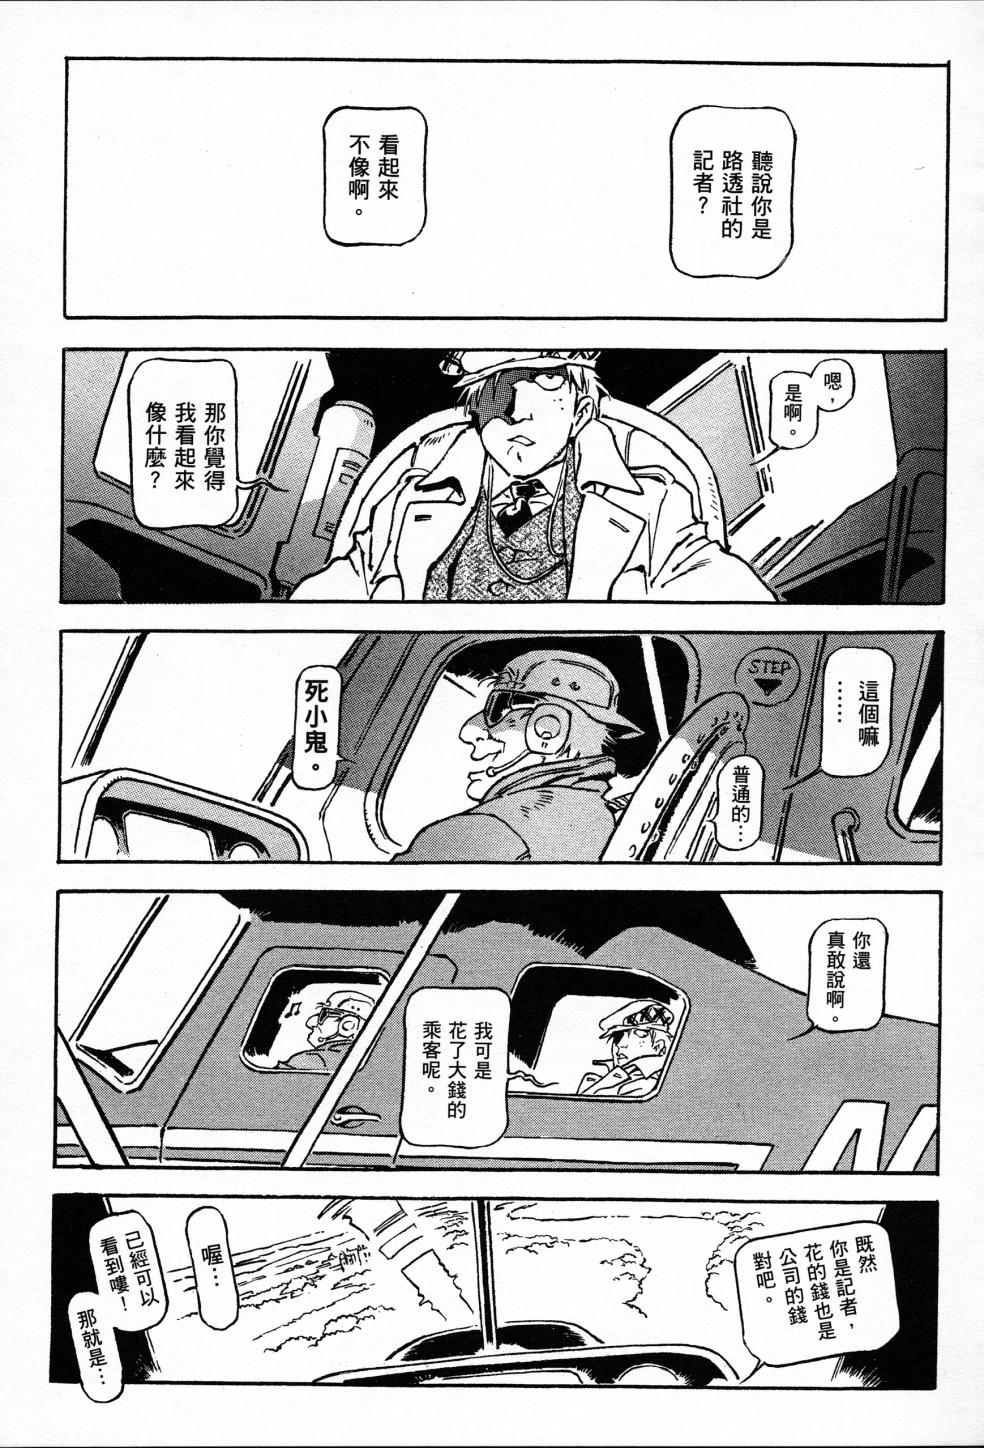 聽說你是
路透社的
記者？
看起來
不像啊。
嗯，
是啊。
那你覺得
我看起來
像什麼？
這個嘛
……
STEP
普通的…
死小鬼。
你還
真敢說啊。
我可是
花了大錢的
乘客呢。
既然
你是記者，
花的錢也是
公司的錢
對吧。
喔…
已經可以
看到嘍！
那就是…